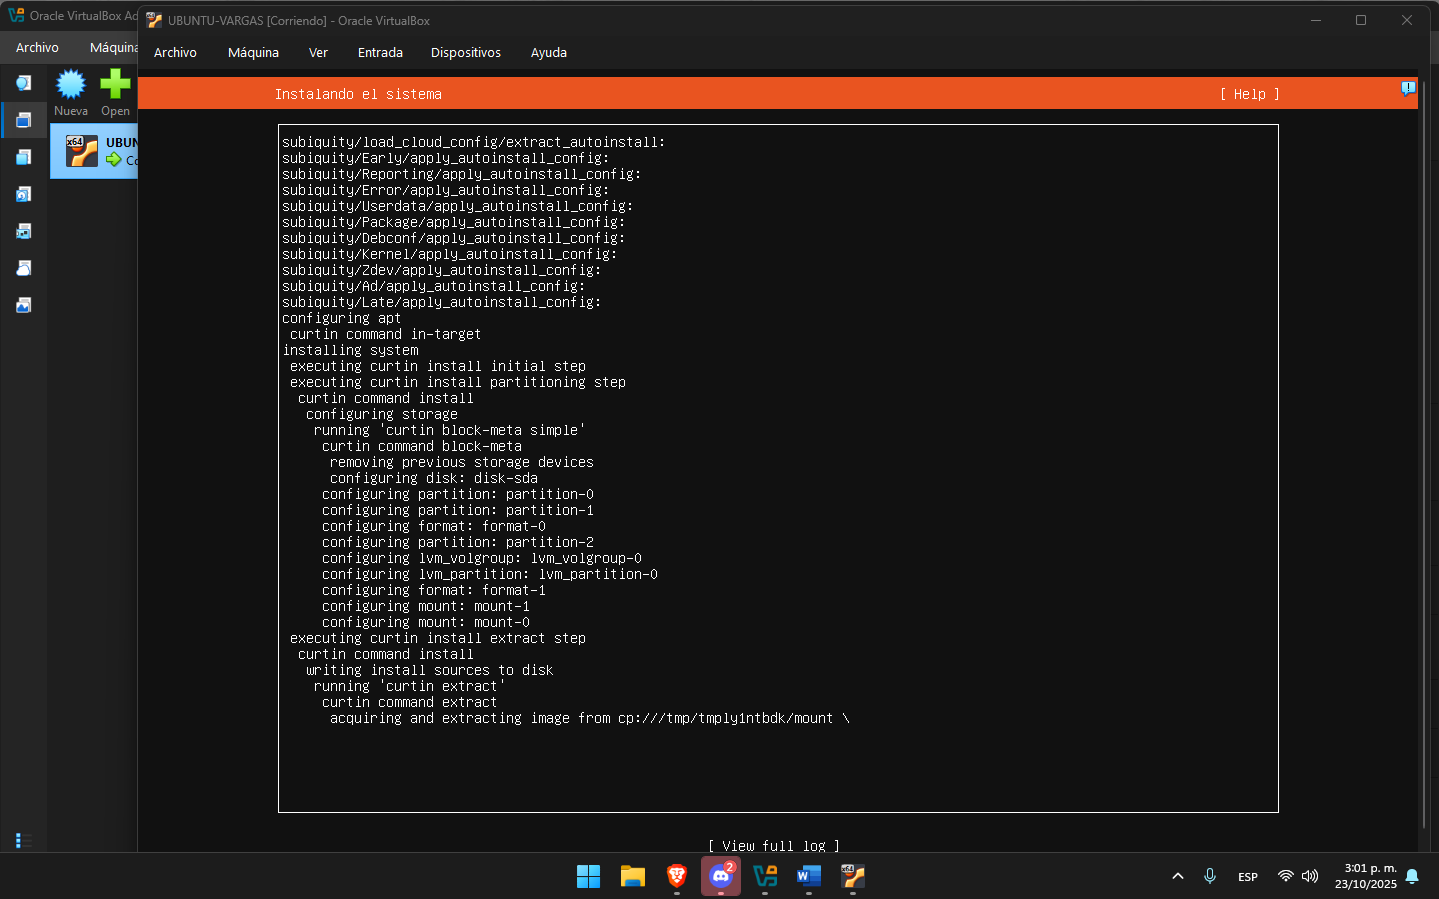 Oracle VirtualBox Ad
UBUNTU-VARGAS [Corriendo] - Oracle VirtualBox
Archivo Máquina
Archivo Máquina Ver Entrada Dispositivos Ayuda
Nueva Open
x64 UBUN
Co
Instalando el sistema [ Help ]
subiquity/load_cloud_config/extract_autoinstall:
subiquity/Early/apply_autoinstall_config:
subiquity/Reporting/apply_autoinstall_config:
subiquity/Error/apply_autoinstall_config:
subiquity/Userdata/apply_autoinstall_config:
subiquity/Package/apply_autoinstall_config:
subiquity/Debconf/apply_autoinstall_config:
subiquity/Kernel/apply_autoinstall_config:
subiquity/Zdev/apply_autoinstall_config:
subiquity/Ad/apply_autoinstall_config:
subiquity/Late/apply_autoinstall_config:
configuring apt
curtin command in-target
installing system
executing curtin install initial step
executing curtin install partitioning step
curtin command install
configuring storage
running 'curtin block-meta simple'
curtin command block-meta
removing previous storage devices
configuring disk: disk-sda
configuring partition: partition-0
configuring partition: partition-1
configuring format: format-0
configuring partition: partition-2
configuring lvm_volgroup: lvm_volgroup-0
configuring lvm_partition: lvm_partition-0
configuring format: format-1
configuring mount: mount-1
configuring mount: mount-0
executing curtin install extract step
curtin command install
writing install sources to disk
running 'curtin extract'
curtin command extract
acquiring and extracting image from cp:///tmp/tmply1ntbdk/mount \
[ View full log ]
2
W
ESP
3:01 p. m.
23/10/2025